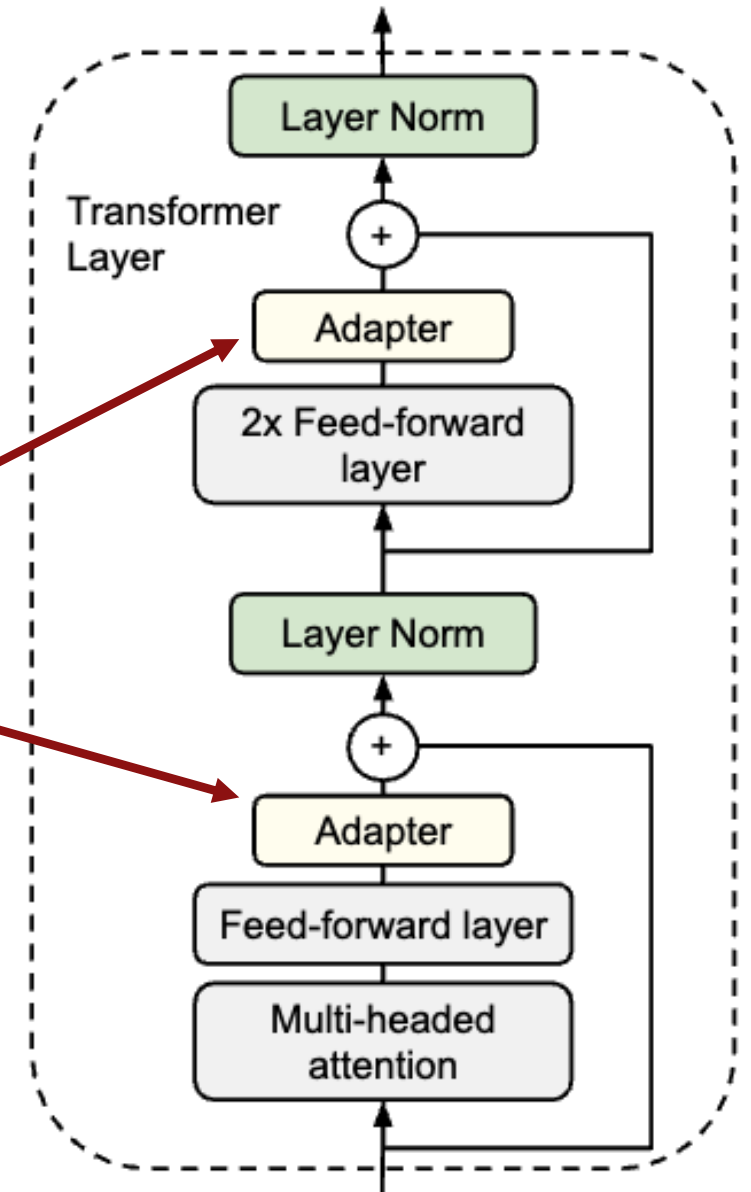 Layer Norm
Transformer
Layer
+
Adapter
2x Feed-forward
layer
Layer Norm
+
Adapter
Feed-forward layer
Multi-headed
attention